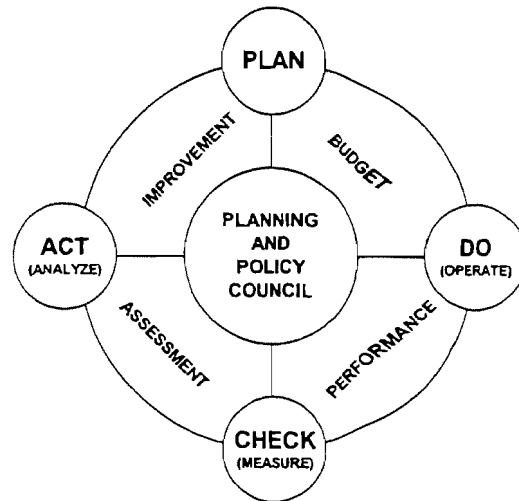 PLAN
IMPROVEMENT
BUDGET
PLANNING
AND
POLICY
COUNCIL
ACT
(ANALYZE)
DO
(OPERATE)
ASSESSMENT
PERFORMANCE
CHECK
(MEASURE)